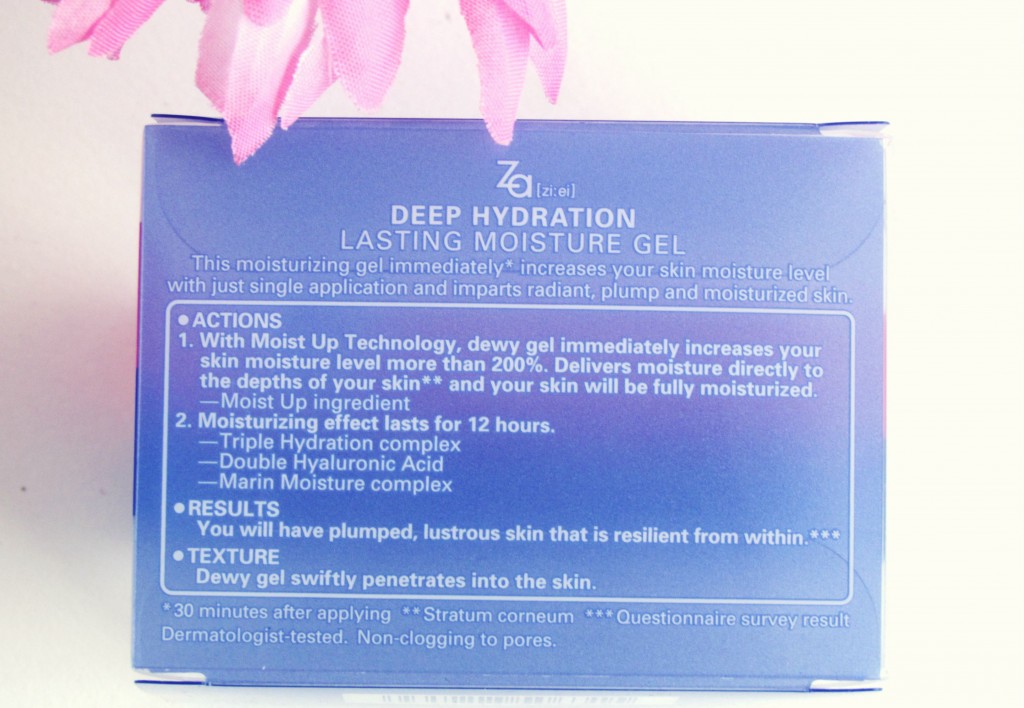 Za [zi:ei]
DEEP HYDRATION
LASTING MOISTURE GEL
This moisturizing gel immediately* increases your skin moisture level
with just single application and imparts radiant, plump and moisturized skin.
●ACTIONS
1. With Moist Up Technology, dewy gel immediately increases your
skin moisture level more than 200%. Delivers moisture directly to
the depths of your skin** and your skin will be fully moisturized.
—Moist Up ingredient
2. Moisturizing effect lasts for 12 hours.
—Triple Hydration complex
—Double Hyaluronic Acid
—Marin Moisture complex
●RESULTS
You will have plumped, lustrous skin that is resilient from within.***
●TEXTURE
Dewy gel swiftly penetrates into the skin.
*30 minutes after applying **Stratum corneum ***Questionnaire survey result
Dermatologist-tested. Non-clogging to pores.